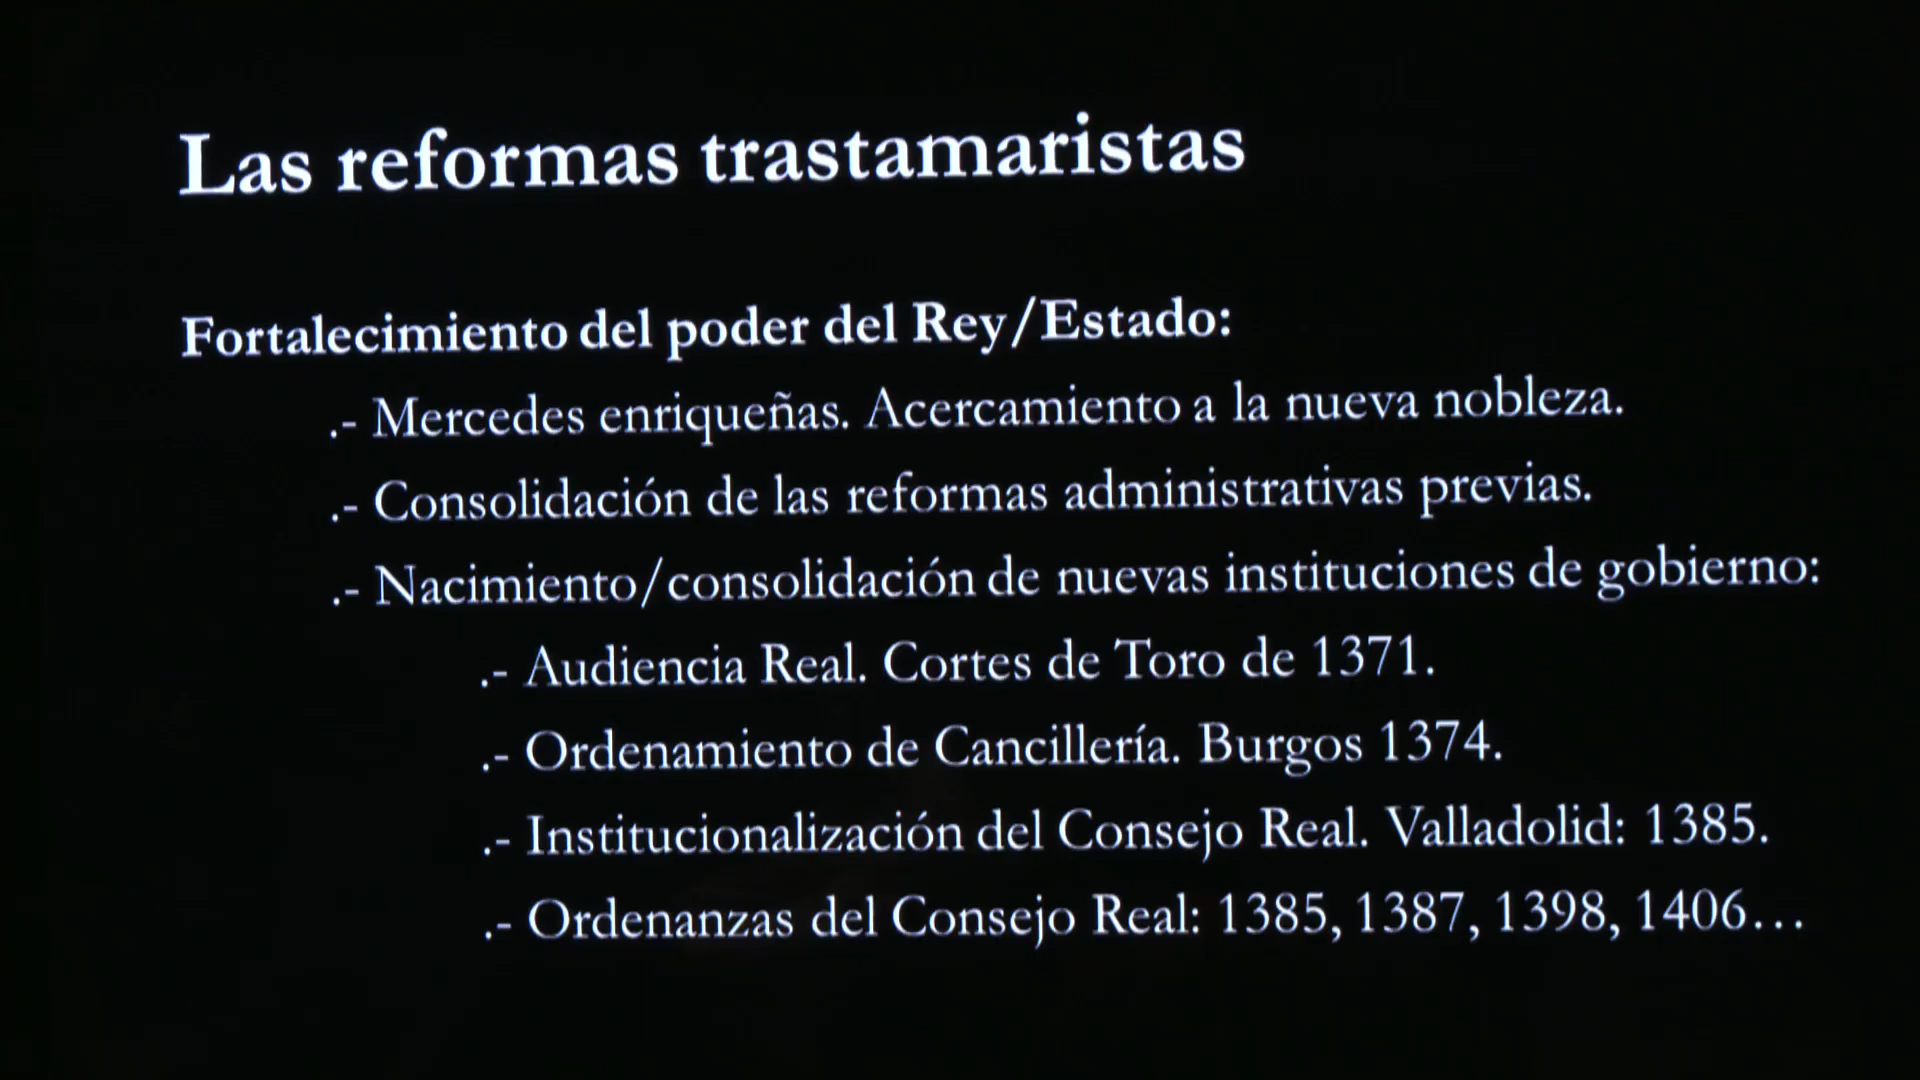 Las reformas trastamaristas
Fortalecimiento del poder del Rey/Estado:
.- Mercedes enriqueñas. Acercamiento a la nueva nobleza.
.- Consolidación de las reformas administrativas previas.
.- Nacimiento/consolidación de nuevas instituciones de gobierno:
.- Audiencia Real. Cortes de Toro de 1371.
.- Ordenamiento de Cancillería. Burgos 1374.
.- Institucionalización del Consejo Real. Valladolid: 1385.
.- Ordenanzas del Consejo Real: 1385, 1387, 1398, 1406...